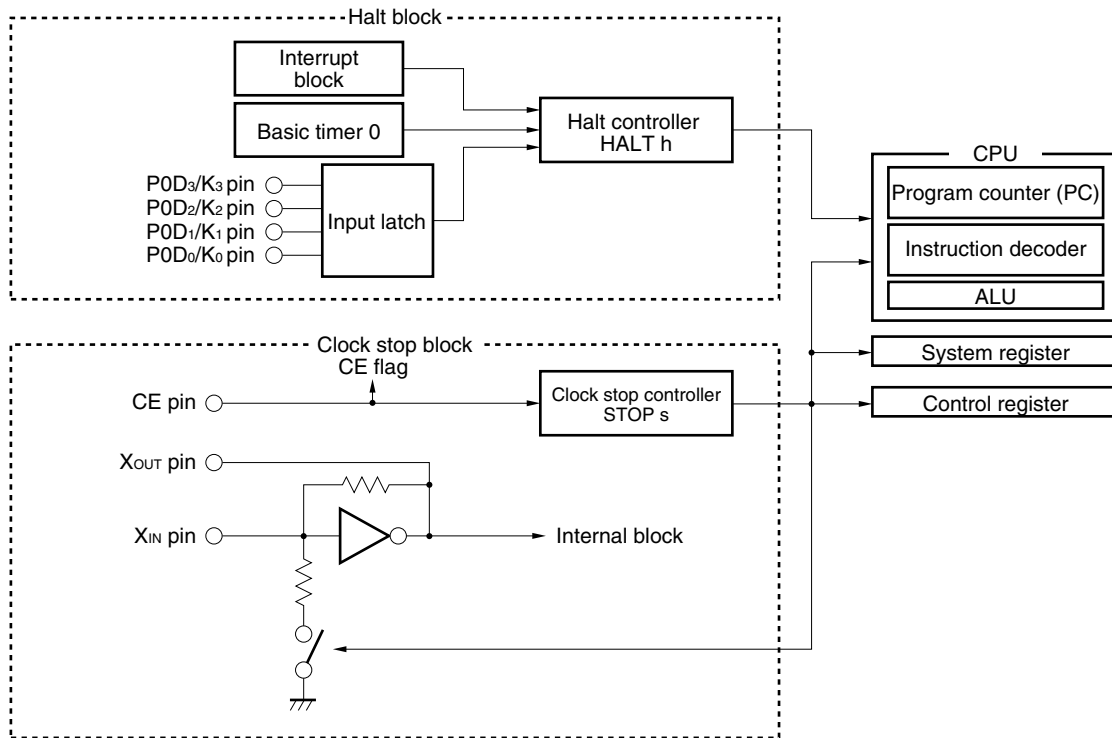 Halt block
Interrupt
block
Basic timer 0
Halt controller
HALT h
P0D₃/K₃ pin
P0D₂/K₂ pin
P0D₁/K₁ pin
P0D₀/K₀ pin
Input latch
CPU
Program counter (PC)
Instruction decoder
ALU
System register
Control register
Clock stop block
CE flag
CE pin
Clock stop controller
STOP s
XOUT pin
XIN pin
Internal block